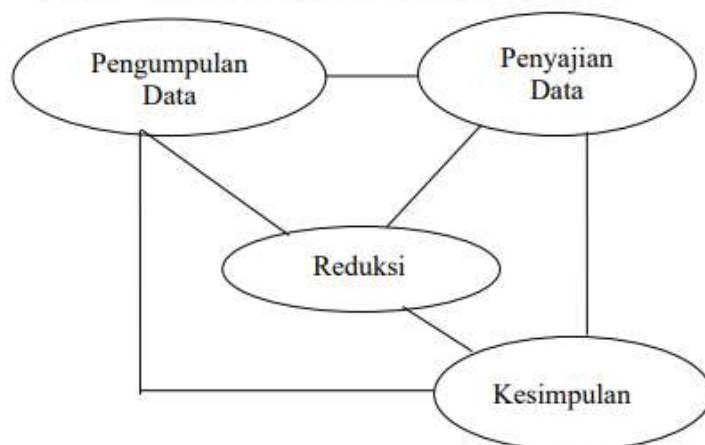 Pengumpulan
Data
Penyajian
Data
Reduksi
Kesimpulan